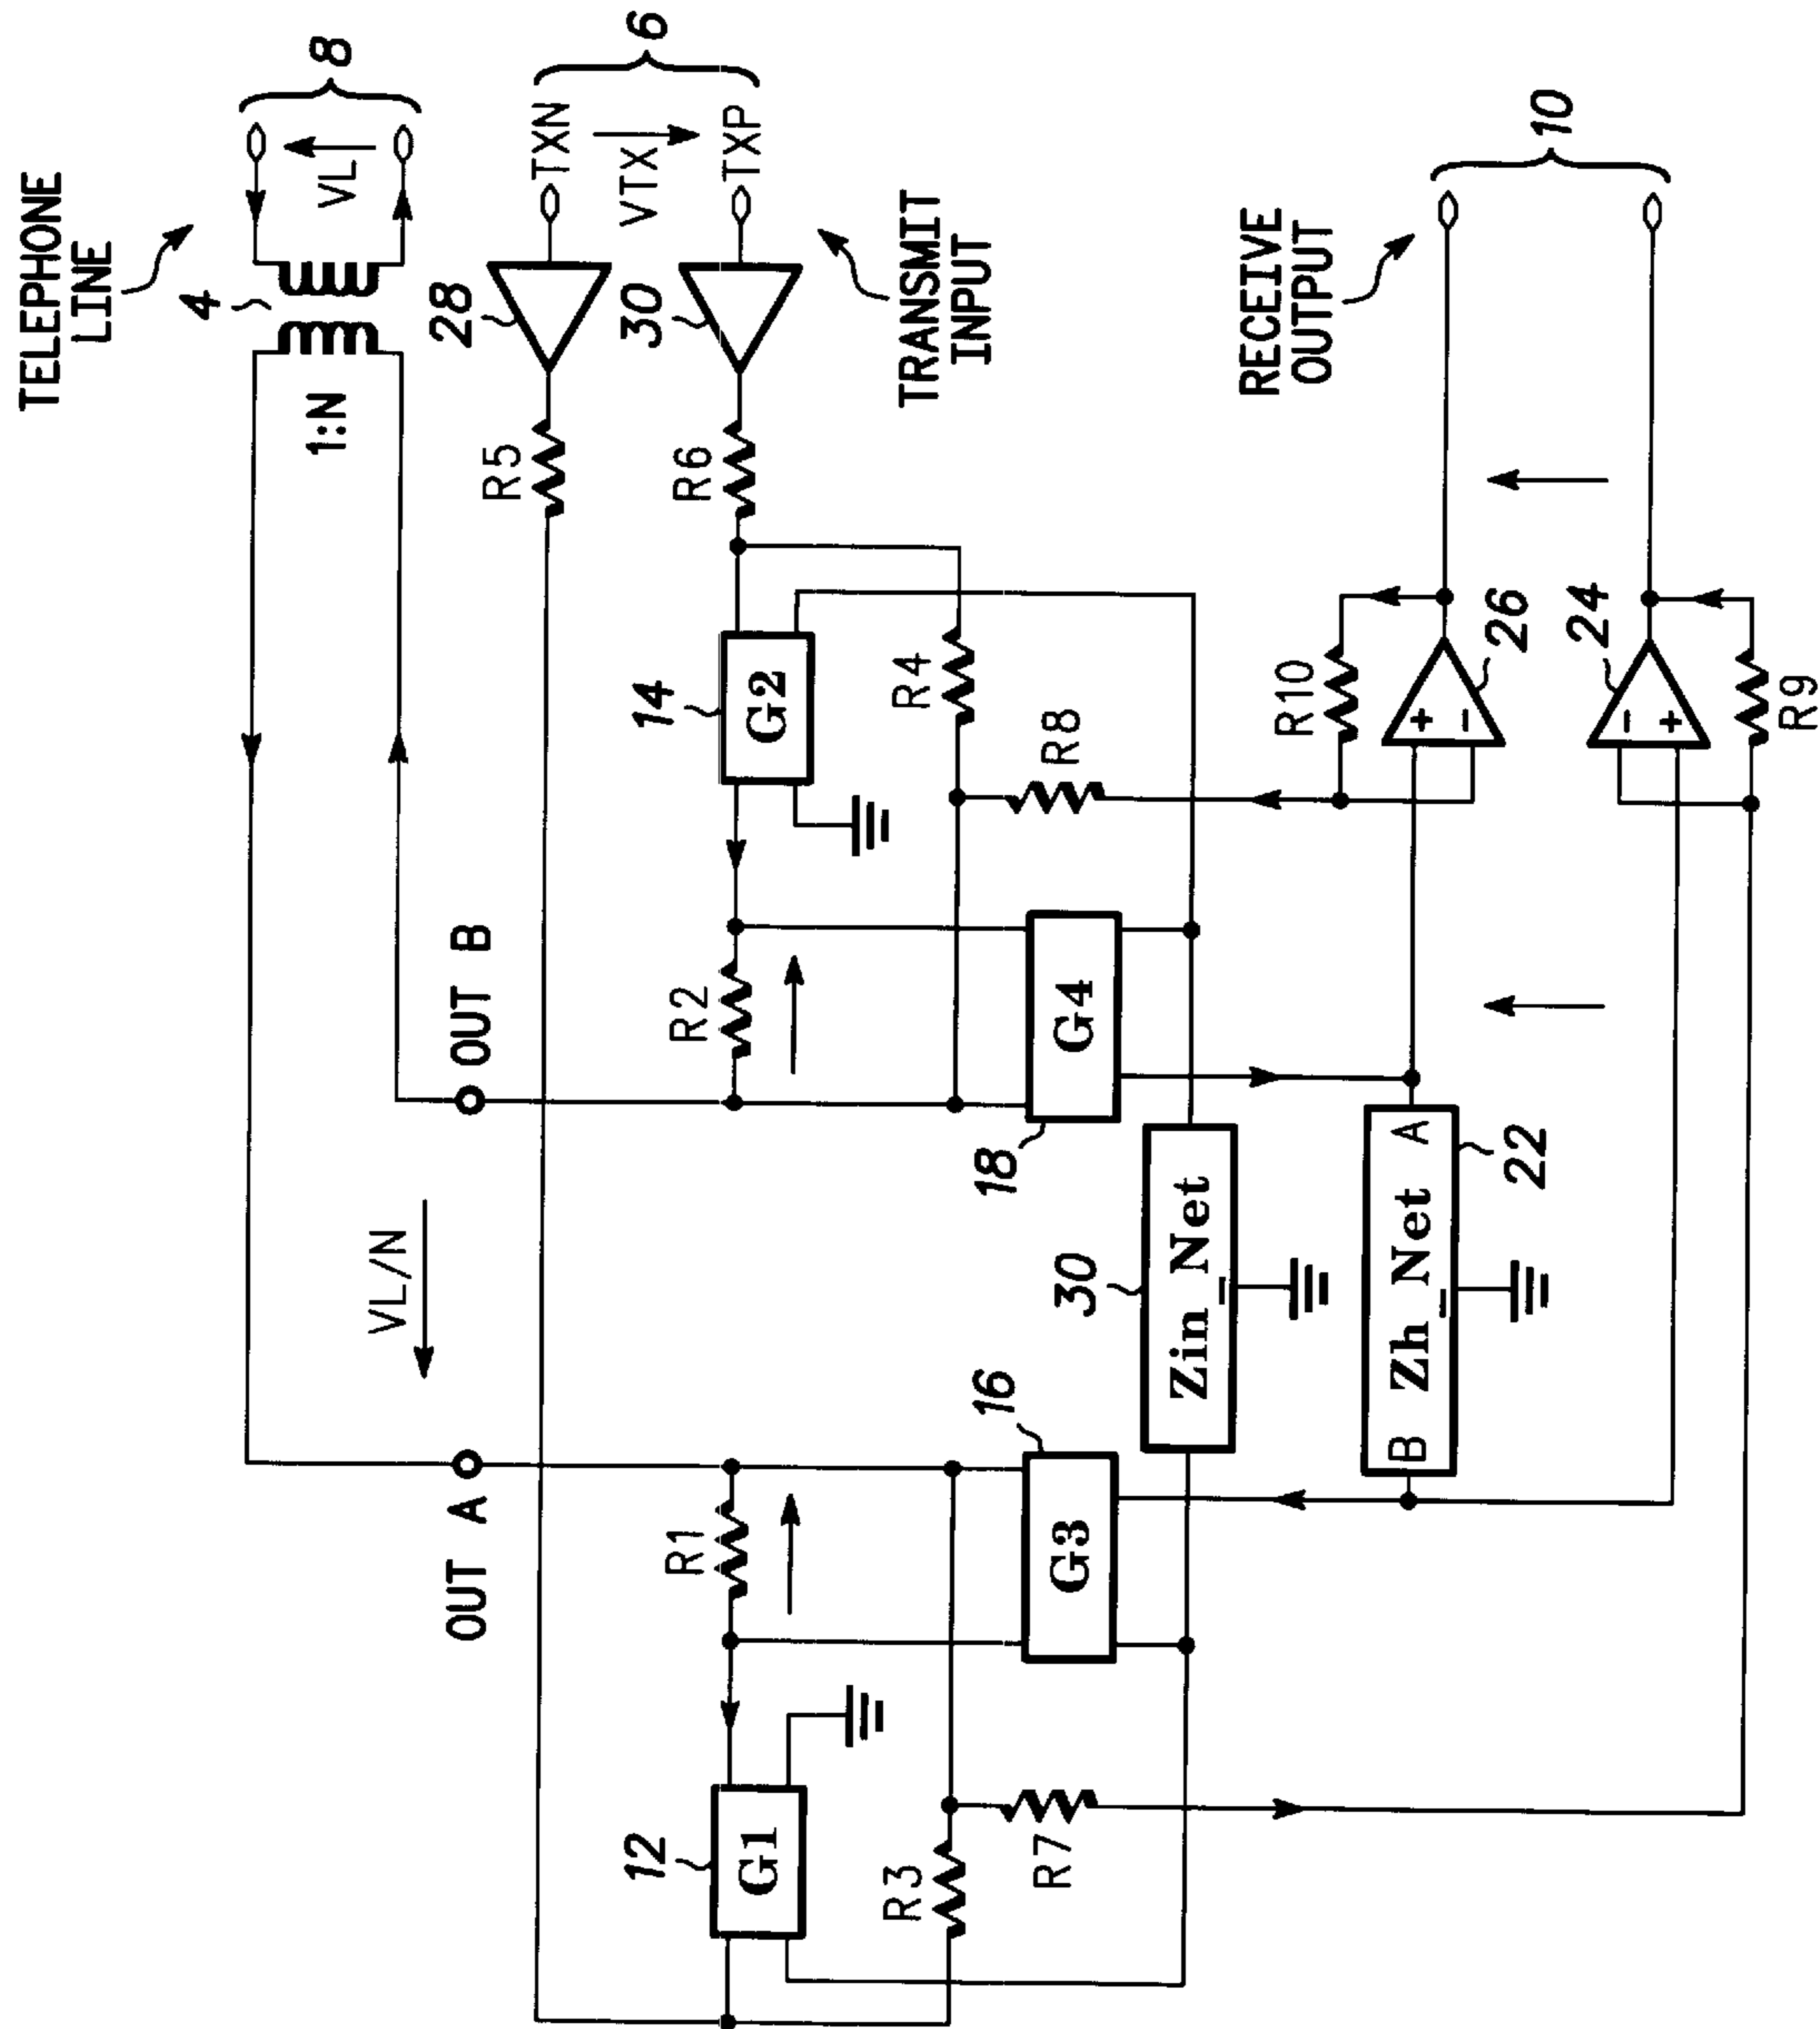 TELEPHONE
LINE
8
VL
4
1:N
6
TXN
VTX
TXP
28
30
TRANSMIT
INPUT
R5
R6
RECEIVE
OUTPUT
10
14
G2
R4
R8
R10
26
24
R9
+
−
−
+
OUT B
R2
G4
18
VL/N
OUT A
R1
G3
16
30
Zin_Net
B Zh_Net A
22
12
G1
R3
R7